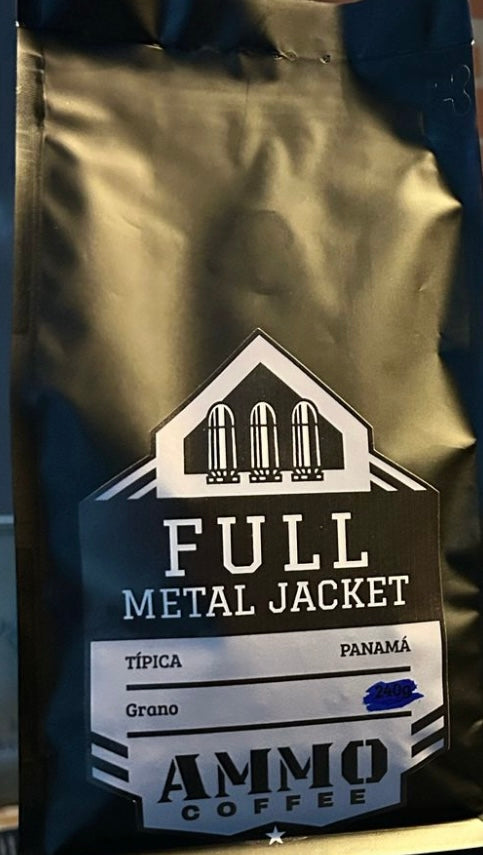 FULL
METAL JACKET
TÍPICA PANAMÁ
Grano 240g
AMMO
COFFEE